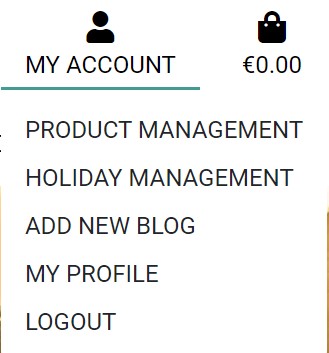 MY ACCOUNT €0.00
PRODUCT MANAGEMENT
HOLIDAY MANAGEMENT
ADD NEW BLOG
MY PROFILE
LOGOUT